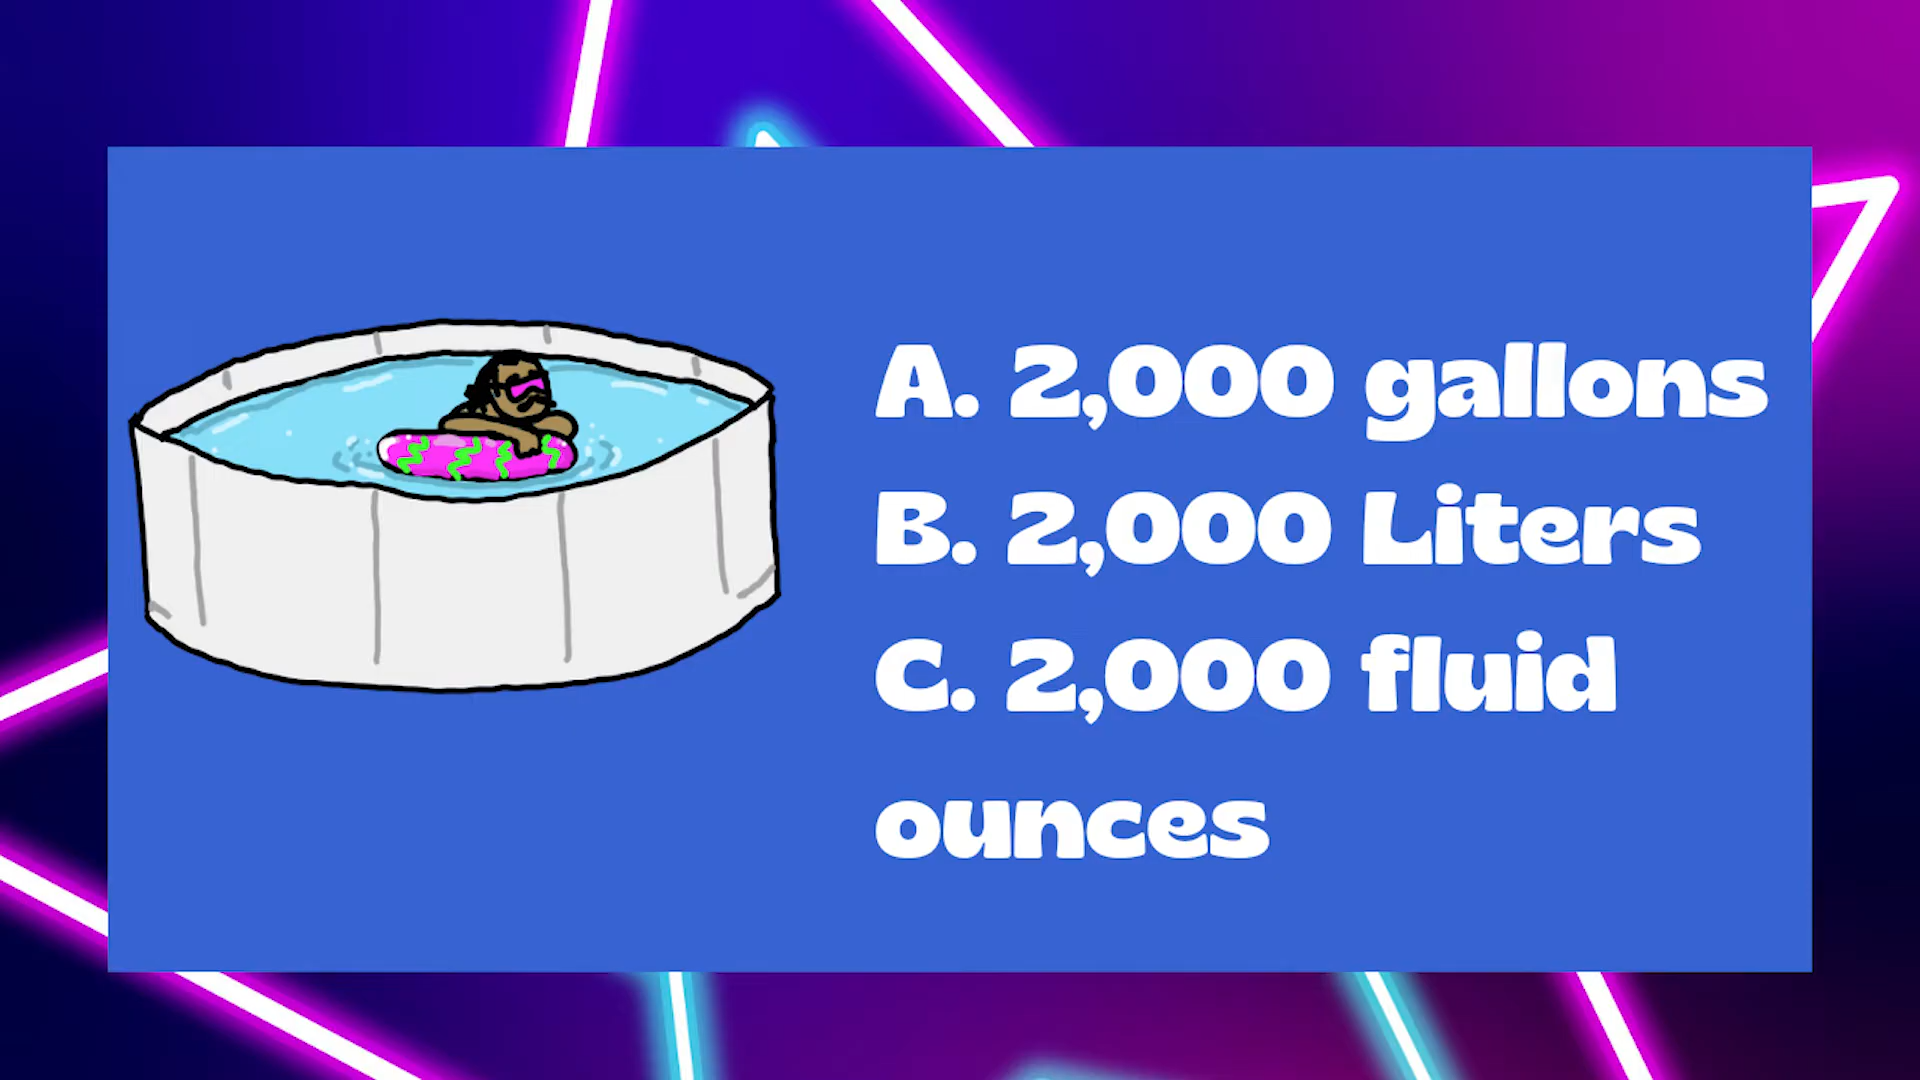 A. 2,000 gallons
B. 2,000 Liters
C. 2,000 fluid
ounces